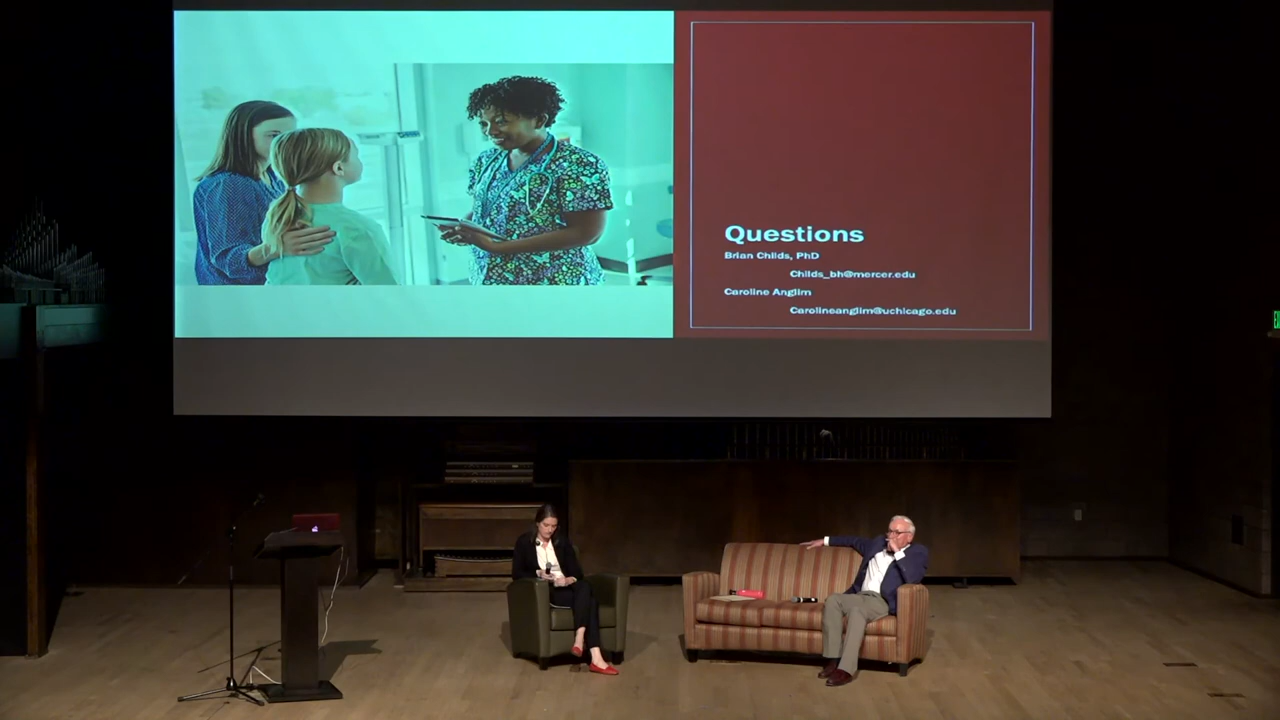 Questions
Brian Childs, PhD
Childs_bh@mercer.edu
Caroline Anglim
Carolineanglim@uchicago.edu